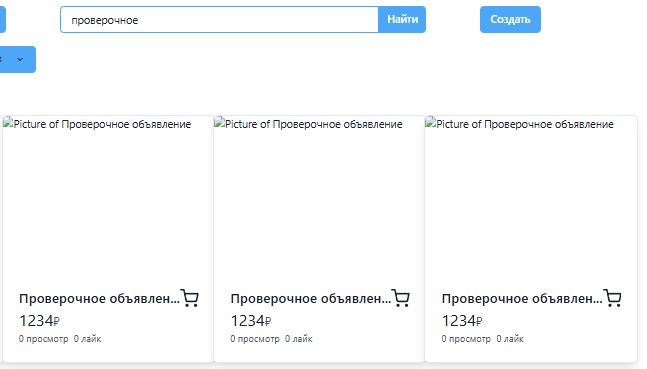 проверочное
Найти
Создать
Picture of Проверочное объявление
Picture of Проверочное объявление
Picture of Проверочное объявление
Проверочное объявлен...
1234₽
0 просмотр 0 лайк
Проверочное объявлен...
1234₽
0 просмотр 0 лайк
Проверочное объявлен...
1234₽
0 просмотр 0 лайк